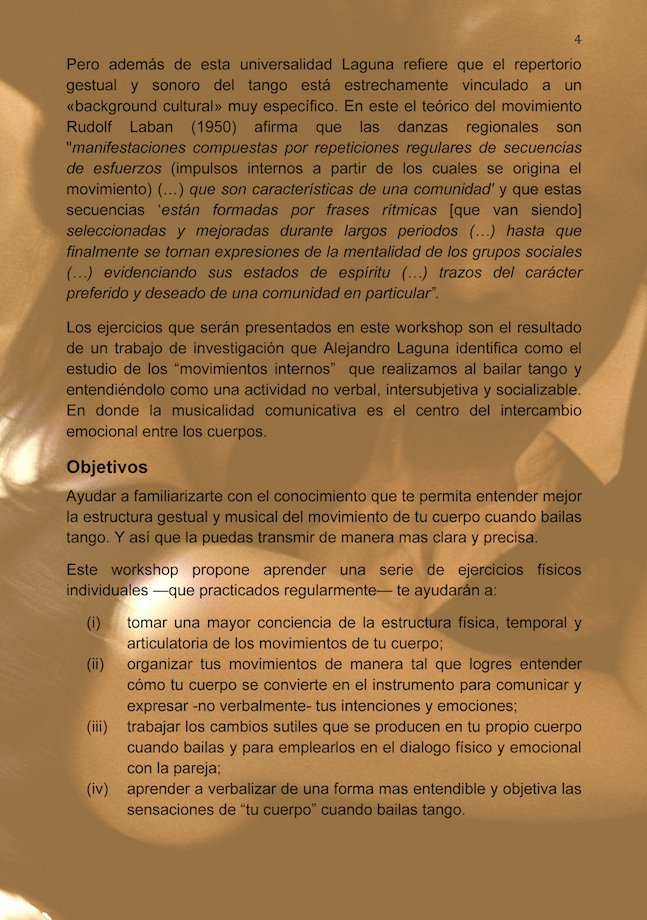 4
Pero además de esta universalidad Laguna refiere que el repertorio
gestual y sonoro del tango está estrechamente vinculado a un
«background cultural» muy específico. En este el teórico del movimiento
Rudolf Laban (1950) afirma que las danzas regionales son
"manifestaciones compuestas por repeticiones regulares de secuencias
de esfuerzos (impulsos internos a partir de los cuales se origina el
movimiento) (…) que son características de una comunidad' y que estas
secuencias ‘están formadas por frases rítmicas [que van siendo]
seleccionadas y mejoradas durante largos periodos (…) hasta que
finalmente se tornan expresiones de la mentalidad de los grupos sociales
(…) evidenciando sus estados de espíritu (…) trazos del carácter
preferido y deseado de una comunidad en particular”.
Los ejercicios que serán presentados en este workshop son el resultado
de un trabajo de investigación que Alejandro Laguna identifica como el
estudio de los “movimientos internos” que realizamos al bailar tango y
entendiéndolo como una actividad no verbal, intersubjetiva y socializable.
En donde la musicalidad comunicativa es el centro del intercambio
emocional entre los cuerpos.
Objetivos
Ayudar a familiarizarte con el conocimiento que te permita entender mejor
la estructura gestual y musical del movimiento de tu cuerpo cuando bailas
tango. Y así que la puedas transmir de manera mas clara y precisa.
Este workshop propone aprender una serie de ejercicios físicos
individuales —que practicados regularmente— te ayudarán a:
(i) tomar una mayor conciencia de la estructura física, temporal y
articulatoria de los movimientos de tu cuerpo;
(ii) organizar tus movimientos de manera tal que logres entender
cómo tu cuerpo se convierte en el instrumento para comunicar y
expresar -no verbalmente- tus intenciones y emociones;
(iii) trabajar los cambios sutiles que se producen en tu propio cuerpo
cuando bailas y para emplearlos en el dialogo físico y emocional
con la pareja;
(iv) aprender a verbalizar de una forma mas entendible y objetiva las
sensaciones de “tu cuerpo” cuando bailas tango.